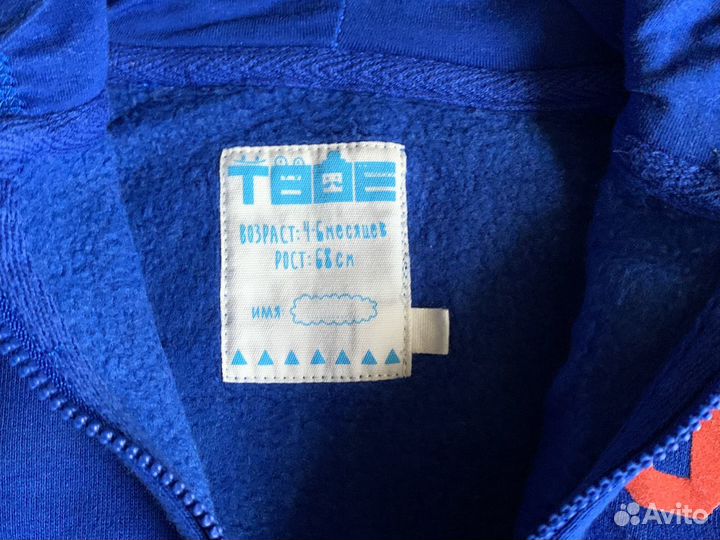 ТВОЕ
ВОЗРАСТ: 4-6 месяцев
РОСТ: 68 см
имя:
Avito